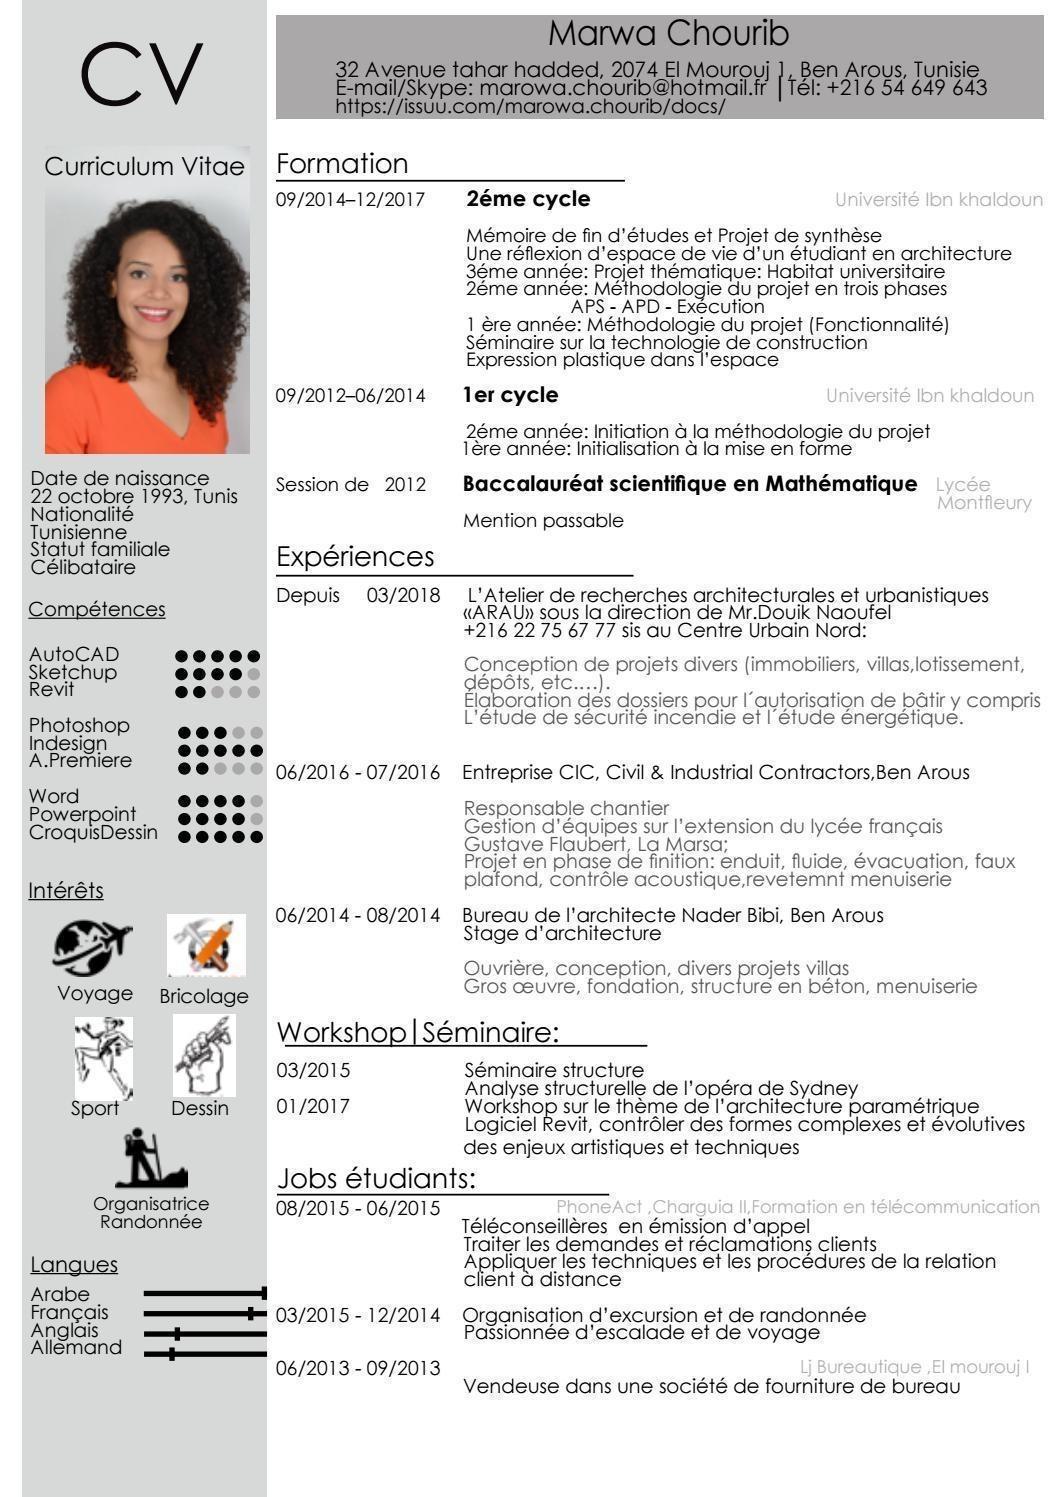 CV
Curriculum Vitae
Date de naissance
22 octobre 1993, Tunis
Nationalité
Tunisienne
Statut familiale
Célibataire
Compétences
AutoCAD
Sketchup
Revit
Photoshop
Indesign
A.Premiere
Word
Powerpoint
CroquisDessin
Intérêts
Voyage
Bricolage
Sport
Dessin
Organisatrice
Randonnée
Langues
Arabe
Français
Anglais
Allemand
Marwa Chourib
32 Avenue tahar hadded, 2074 El Mourouj 1, Ben Arous, Tunisie
E-mail/Skype: marowa.chourib@hotmail.fr |Tél: +216 54 649 643
https://issuu.com/marowa.chourib/docs/
Formation
09/2014–12/2017 2éme cycle Université Ibn khaldoun
Mémoire de fin d’études et Projet de synthèse
Une réflexion d’espace de vie d’un étudiant en architecture
3éme année: Projet thématique: Habitat universitaire
2éme année: Méthodologie du projet en trois phases
APS - APD - Exécution
1 ère année: Méthodologie du projet (Fonctionnalité)
Séminaire sur la technologie de construction
Expression plastique dans l’espace
09/2012–06/2014 1er cycle Université Ibn khaldoun
2éme année: Initiation à la méthodologie du projet
1ère année: Initialisation à la mise en forme
Session de 2012 Baccalauréat scientifique en Mathématique Lycée
Montfleury
Mention passable
Expériences
Depuis 03/2018 L’Atelier de recherches architecturales et urbanistiques
«ARAU» sous la direction de Mr.Douik Naoufel
+216 22 75 67 77 sis au Centre Urbain Nord:
Conception de projets divers (immobiliers, villas,lotissement,
dépôts, etc....).
Élaboration des dossiers pour l´autorisation de bâtir y compris
L’étude de sécurité incendie et l´étude énergétique.
06/2016 - 07/2016 Entreprise CIC, Civil & Industrial Contractors,Ben Arous
Responsable chantier
Gestion d’équipes sur l’extension du lycée français
Gustave Flaubert, La Marsa;
Projet en phase de finition: enduit, fluide, évacuation, faux
plafond, contrôle acoustique,revetemnt menuiserie
06/2014 - 08/2014 Bureau de l’architecte Nader Bibi, Ben Arous
Stage d’architecture
Ouvrière, conception, divers projets villas
Gros œuvre, fondation, structure en béton, menuiserie
Workshop|Séminaire:
03/2015 Séminaire structure
Analyse structurelle de l’opéra de Sydney
01/2017 Workshop sur le thème de l’architecture paramétrique
Logiciel Revit, contrôler des formes complexes et évolutives
des enjeux artistiques et techniques
Jobs étudiants:
08/2015 - 06/2015 PhoneAct ,Charguia II,Formation en télécommunication
Téléconseillères en émission d’appel
Traiter les demandes et réclamations clients
Appliquer les techniques et les procédures de la relation
client à distance
03/2015 - 12/2014 Organisation d’excursion et de randonnée
Passionnée d’escalade et de voyage
06/2013 - 09/2013 Lj Bureautique ,El mourouj I
Vendeuse dans une société de fourniture de bureau